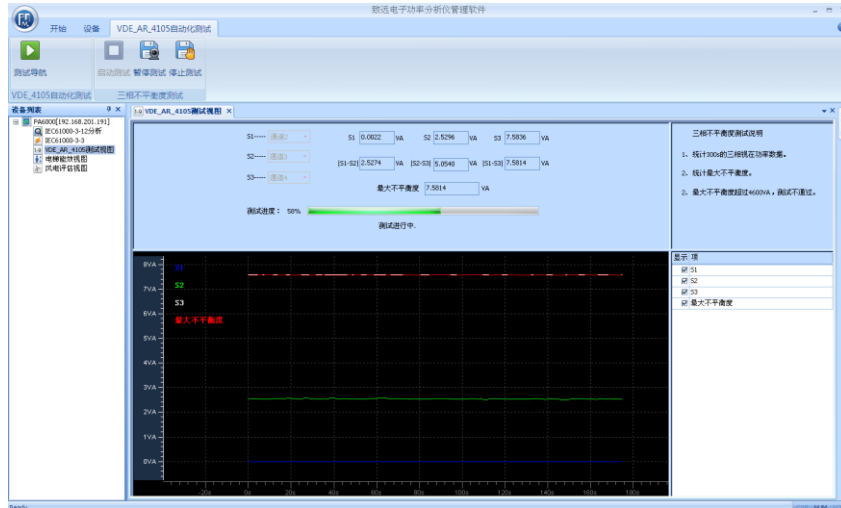 致远电子功率分析仪管理软件
开始 设备 VDE_AR_4105自动化测试
测试导航 启动测试 暂停测试 停止测试
VDE_4105自动化测试 三相不平衡度测试
设备列表
VDE_AR_4105测试视图
PA6000[192.168.201.191]
IEC61000-3-12分析
IEC61000-3-3
VDE_AR_4105测试视图
电梯能效视图
风电评估视图
S1----- 通道2 S1 0.0022 VA S2 2.5296 VA S3 7.5836 VA
S2----- 通道3 |S1-S2| 2.5274 VA |S2-S3| 5.0540 VA |S1-S3| 7.5814 VA
S3----- 通道4
最大不平衡度 7.5814 VA
测试进度： 58%
测试进行中.
三相不平衡度测试说明
1、统计300s的三相视在功率数据。
2、统计最大不平衡度。
2、最大不平衡度超过4600VA，测试不通过。
8VA
7VA
6VA
5VA
4VA
3VA
2VA
1VA
0VA
S1
S2
S3
最大不平衡度
-20s 0s 20s 40s 60s 80s 100s 120s 140s 160s 180s
显示 项
S1
S2
S3
最大不平衡度
Ready